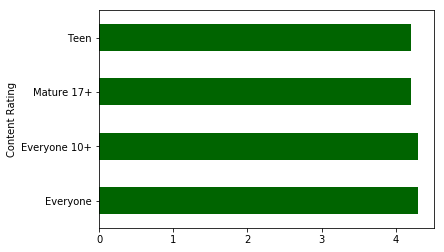 Content Rating
Teen
Mature 17+
Everyone 10+
Everyone
0 1 2 3 4